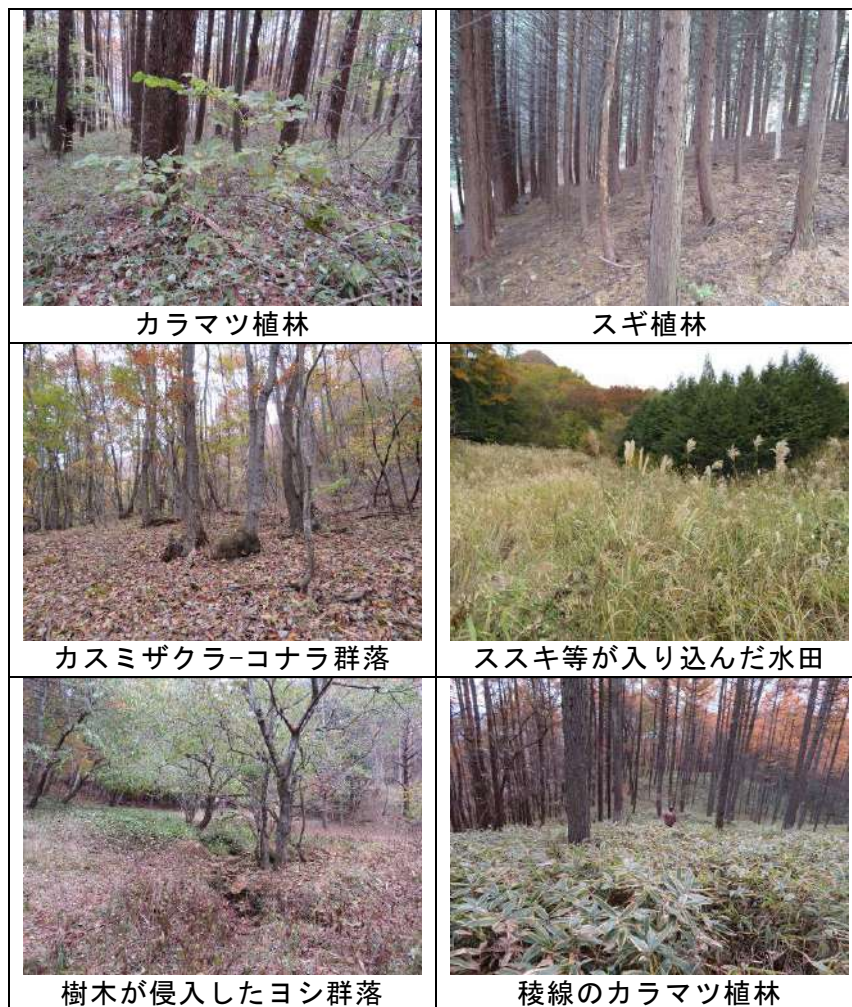 カラマツ植林
スギ植林
カスミザクラ-コナラ群落
ススキ等が入り込んだ水田
樹木が侵入したヨシ群落
稜線のカラマツ植林